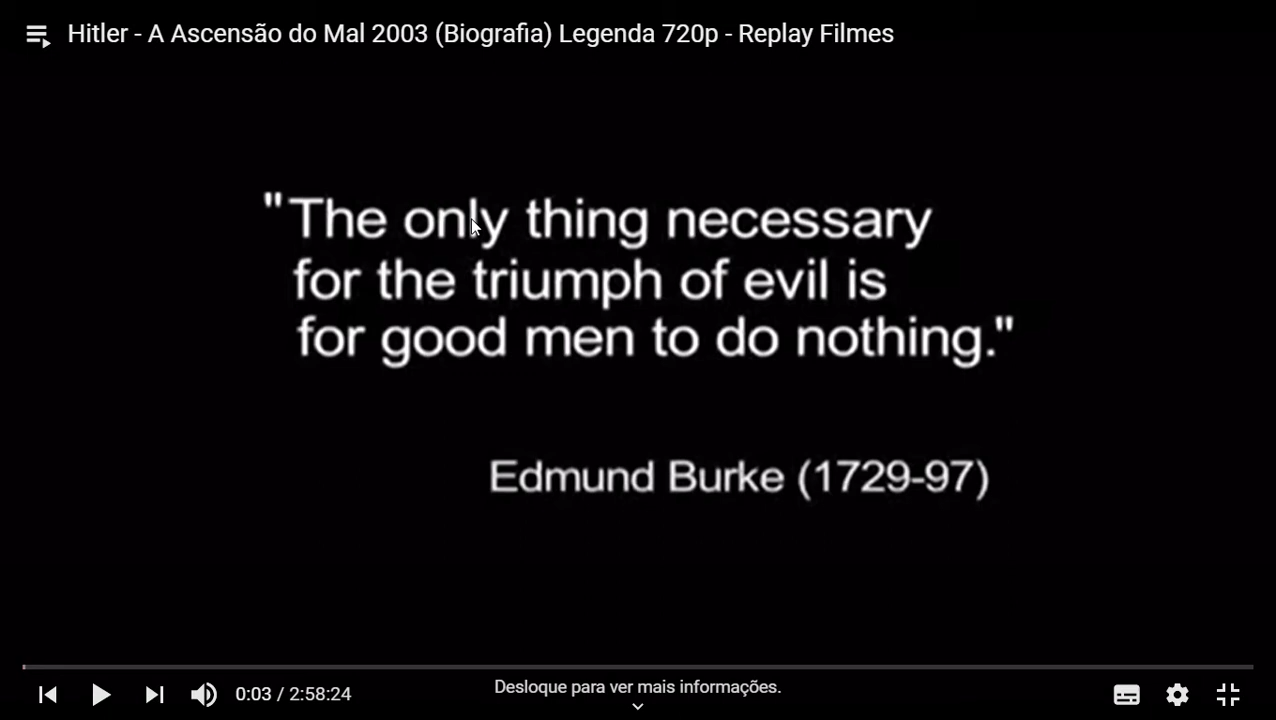 Hitler - A Ascensão do Mal 2003 (Biografia) Legenda 720p - Replay Filmes
"The only thing necessary
for the triumph of evil is
for good men to do nothing."
Edmund Burke (1729-97)
0:03 / 2:58:24
Desloque para ver mais informações.